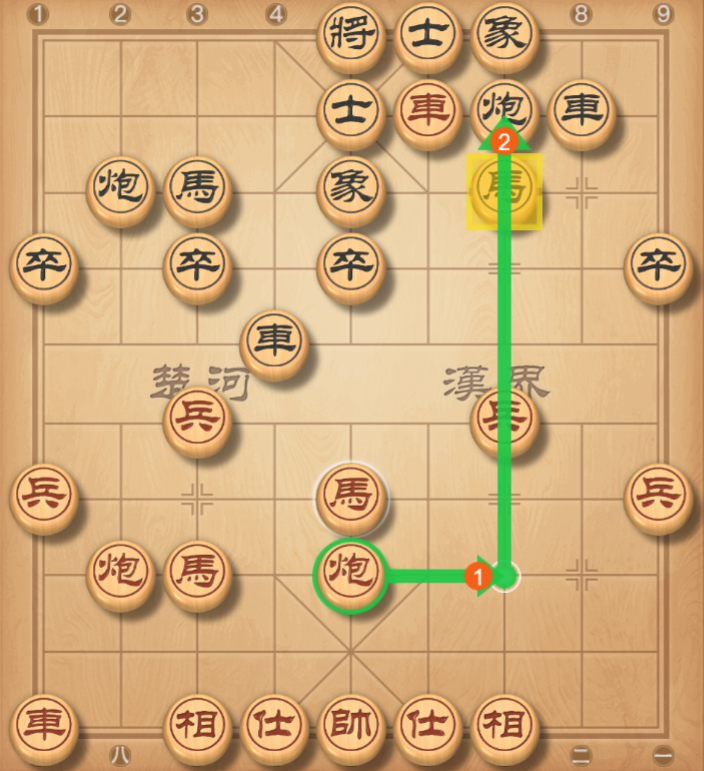 1 2 3 4 8 9
將 士 象
士 車 炮 車
2
炮 馬 象 馬
卒 卒 卒 卒
車
楚河 漢界
兵 兵
兵 馬 兵
炮 馬 炮 1
車 相 仕 帥 仕 相
八 二 一